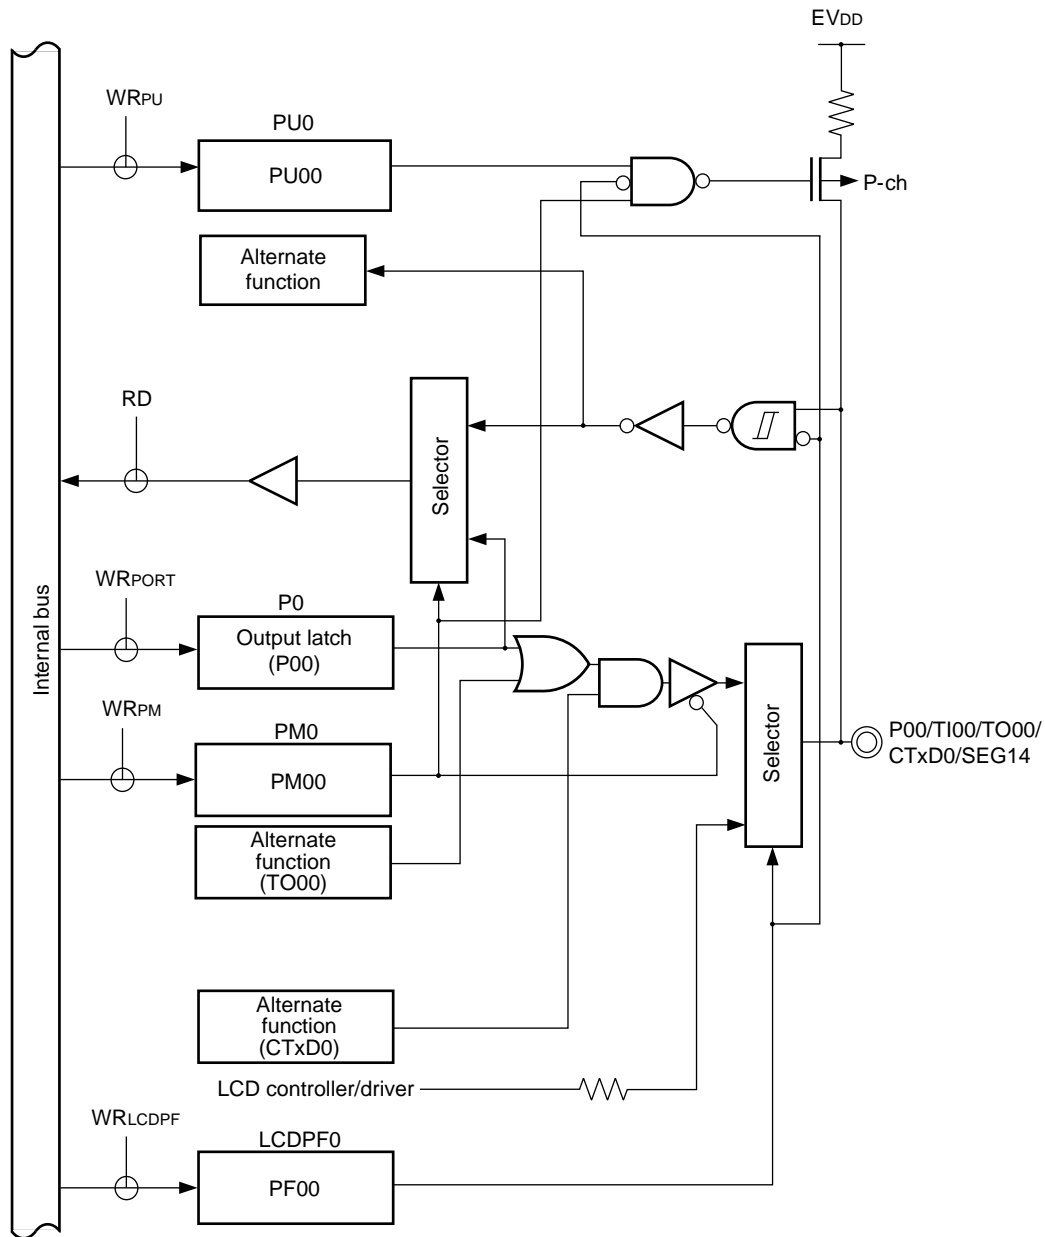 EVDD
WRPU
PU0
PU00
P-ch
Alternate
function
RD
Selector
Internal bus
WRPORT
P0
Output latch
(P00)
WRPM
PM0
PM00
Selector
P00/TI00/TO00/
CTxD0/SEG14
Alternate
function
(TO00)
Alternate
function
(CTxD0)
LCD controller/driver
WRLCDPF
LCDPF0
PF00